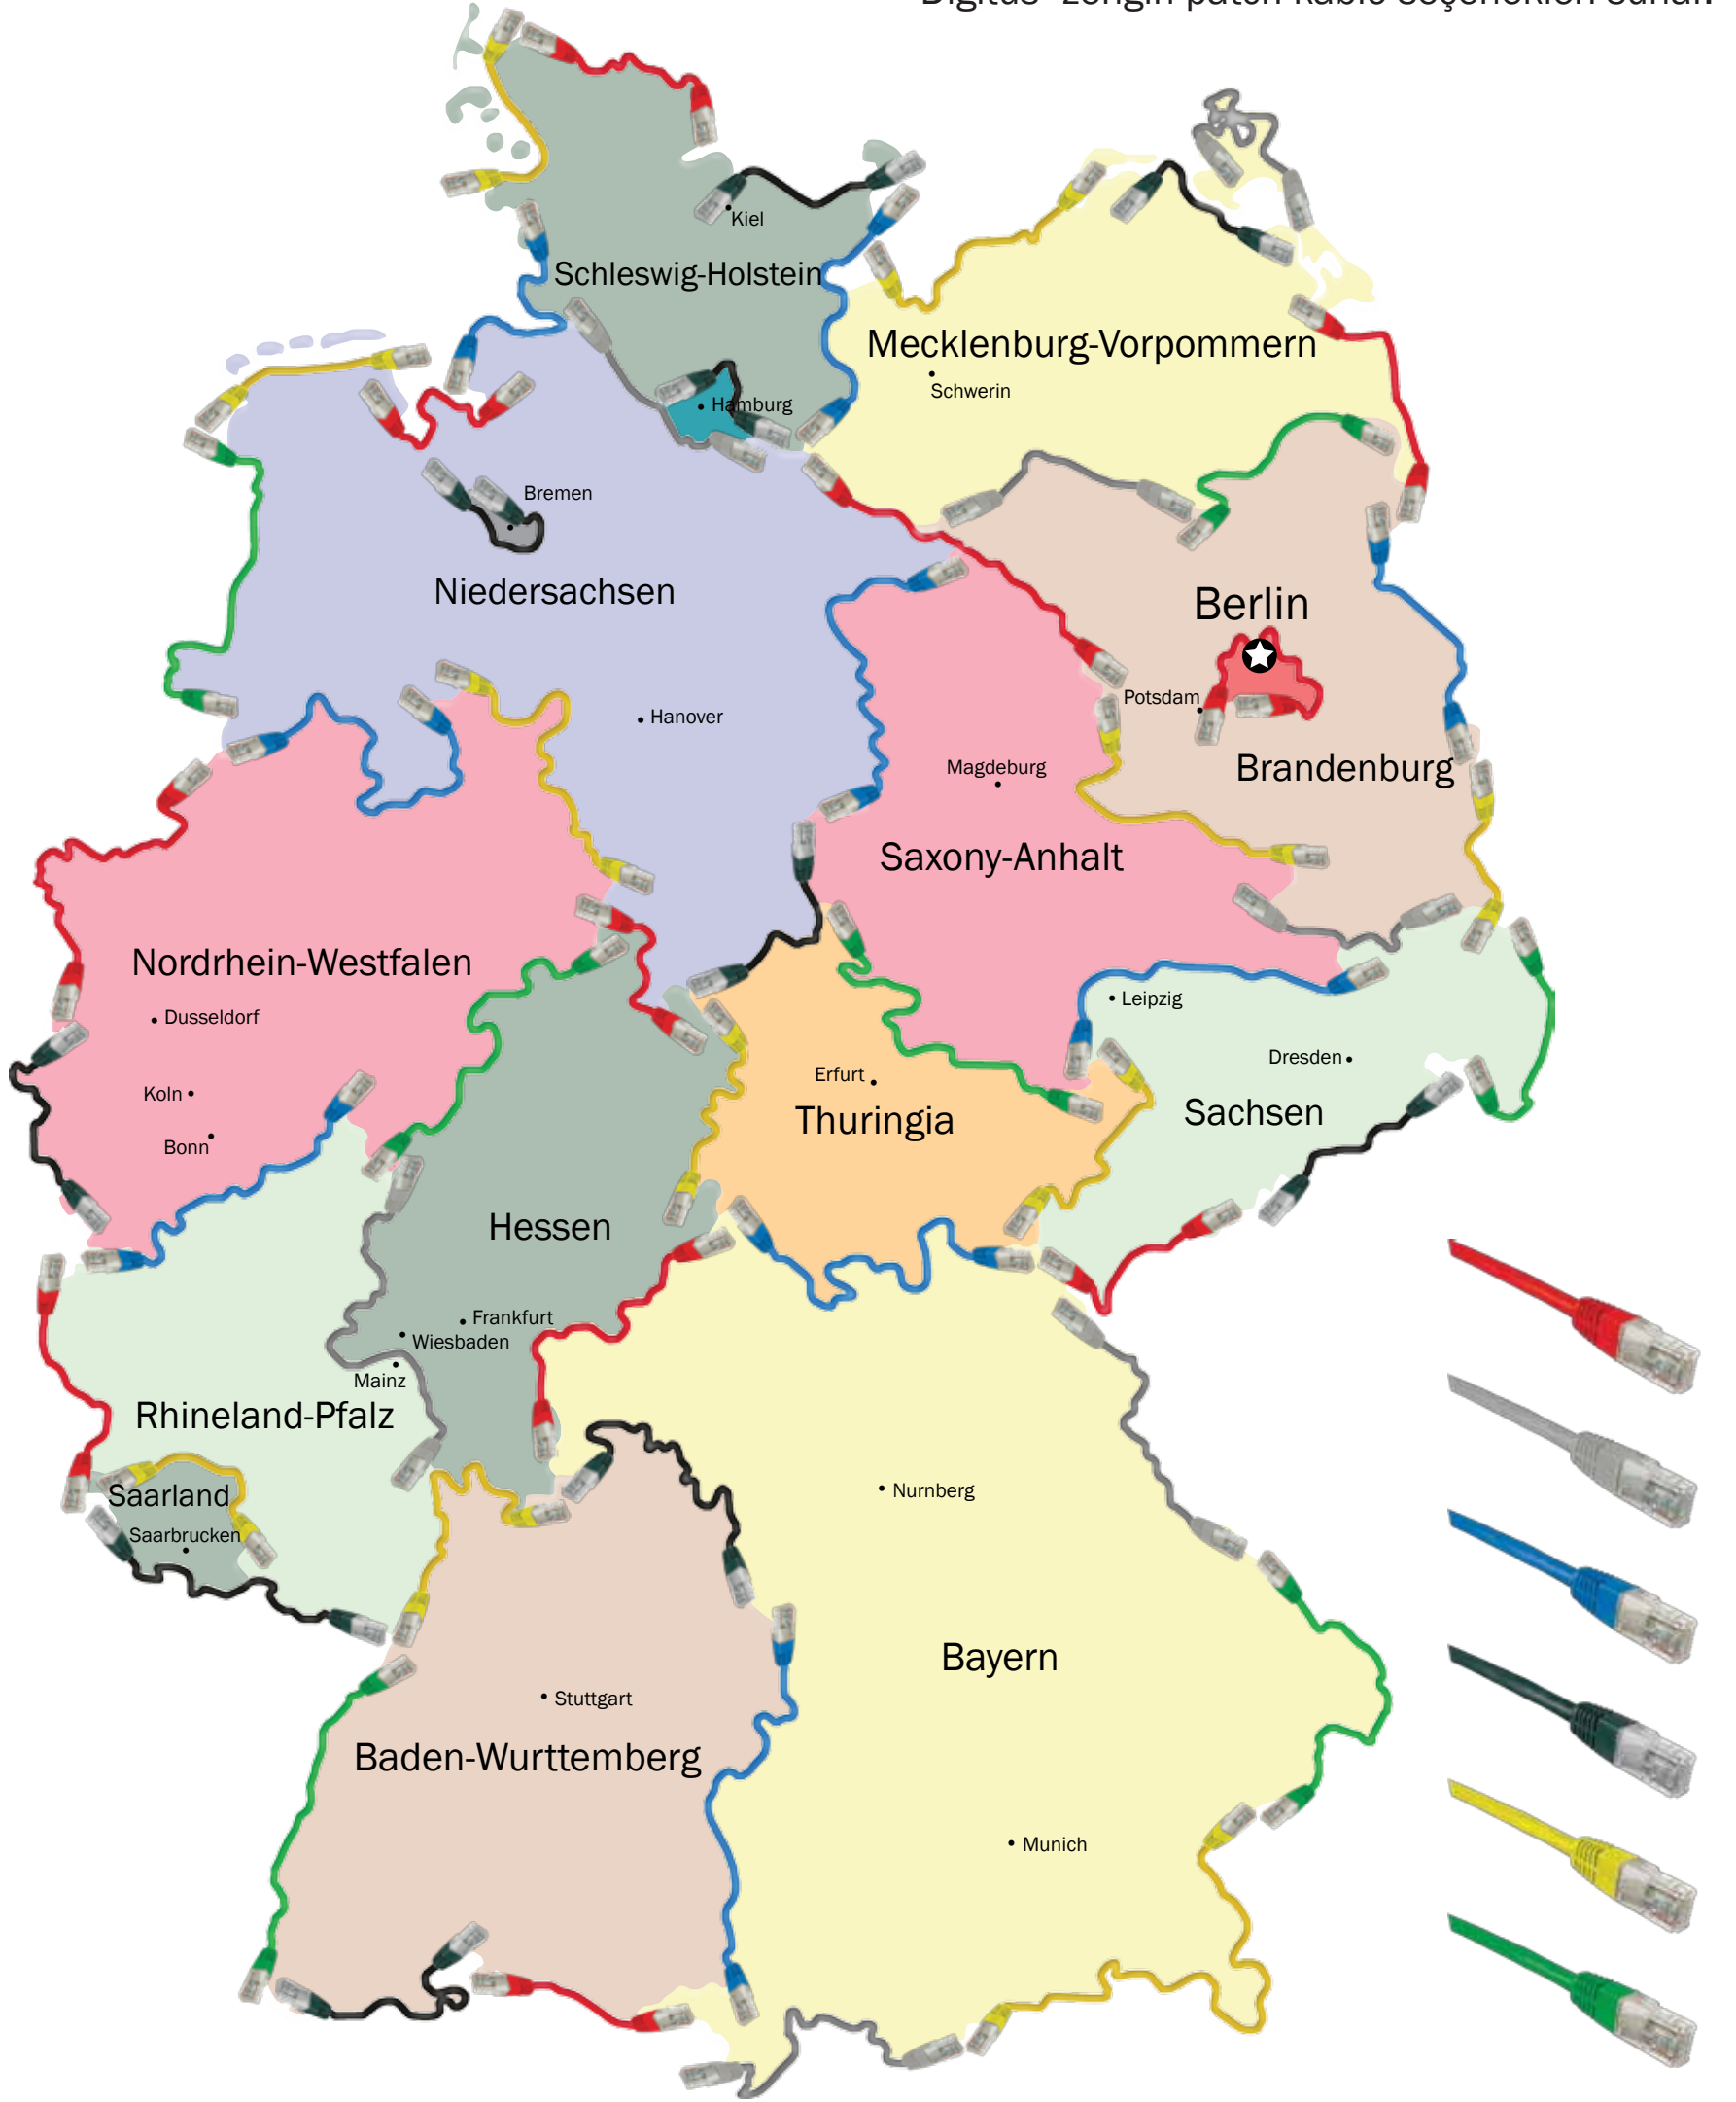 Kiel
Schleswig-Holstein
Mecklenburg-Vorpommern
Schwerin
Hamburg
Bremen
Niedersachsen
Berlin
Hanover
Potsdam
Magdeburg
Brandenburg
Saxony-Anhalt
Nordrhein-Westfalen
Leipzig
Dusseldorf
Dresden
Erfurt
Koln
Thuringia
Sachsen
Bonn
Hessen
Frankfurt
Wiesbaden
Mainz
Rhineland-Pfalz
Nurnberg
Saarland
Saarbrucken
Bayern
Stuttgart
Baden-Wurttemberg
Munich